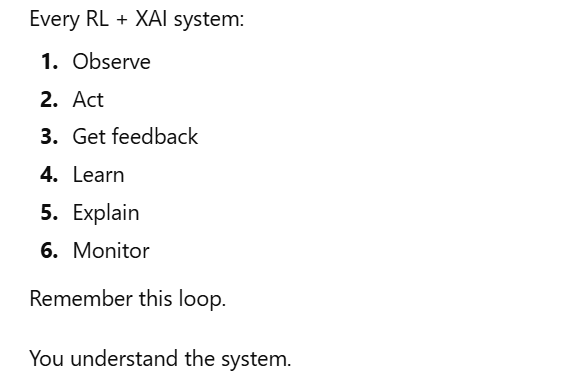 Every RL + XAI system:
1. Observe
2. Act
3. Get feedback
4. Learn
5. Explain
6. Monitor
Remember this loop.
You understand the system.